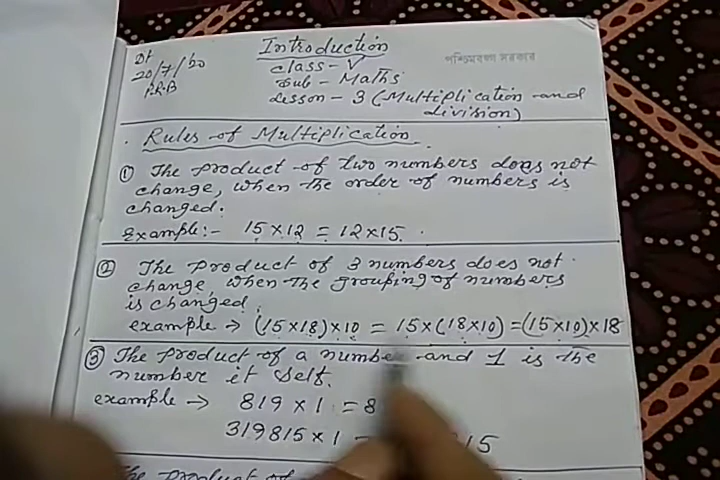 Dt
20/7/20
P.R.B
Introduction
class - V
Sub - Maths
Lesson - 3 (Multiplication and
division)
পশ্চিমবঙ্গ সরকার
Rules of Multiplication
① The product of two numbers does not
change, when the order of numbers is
changed.
Example:- 15×12 = 12×15.
② The product of 3 numbers does not
change, when the grouping of numbers
is changed.
example → (15×18)×10 = 15×(18×10) = (15×10)×18
③ The product of a number and 1 is the
number it self.
example → 819 × 1 = 8
319815 × 1 = 15
The product of